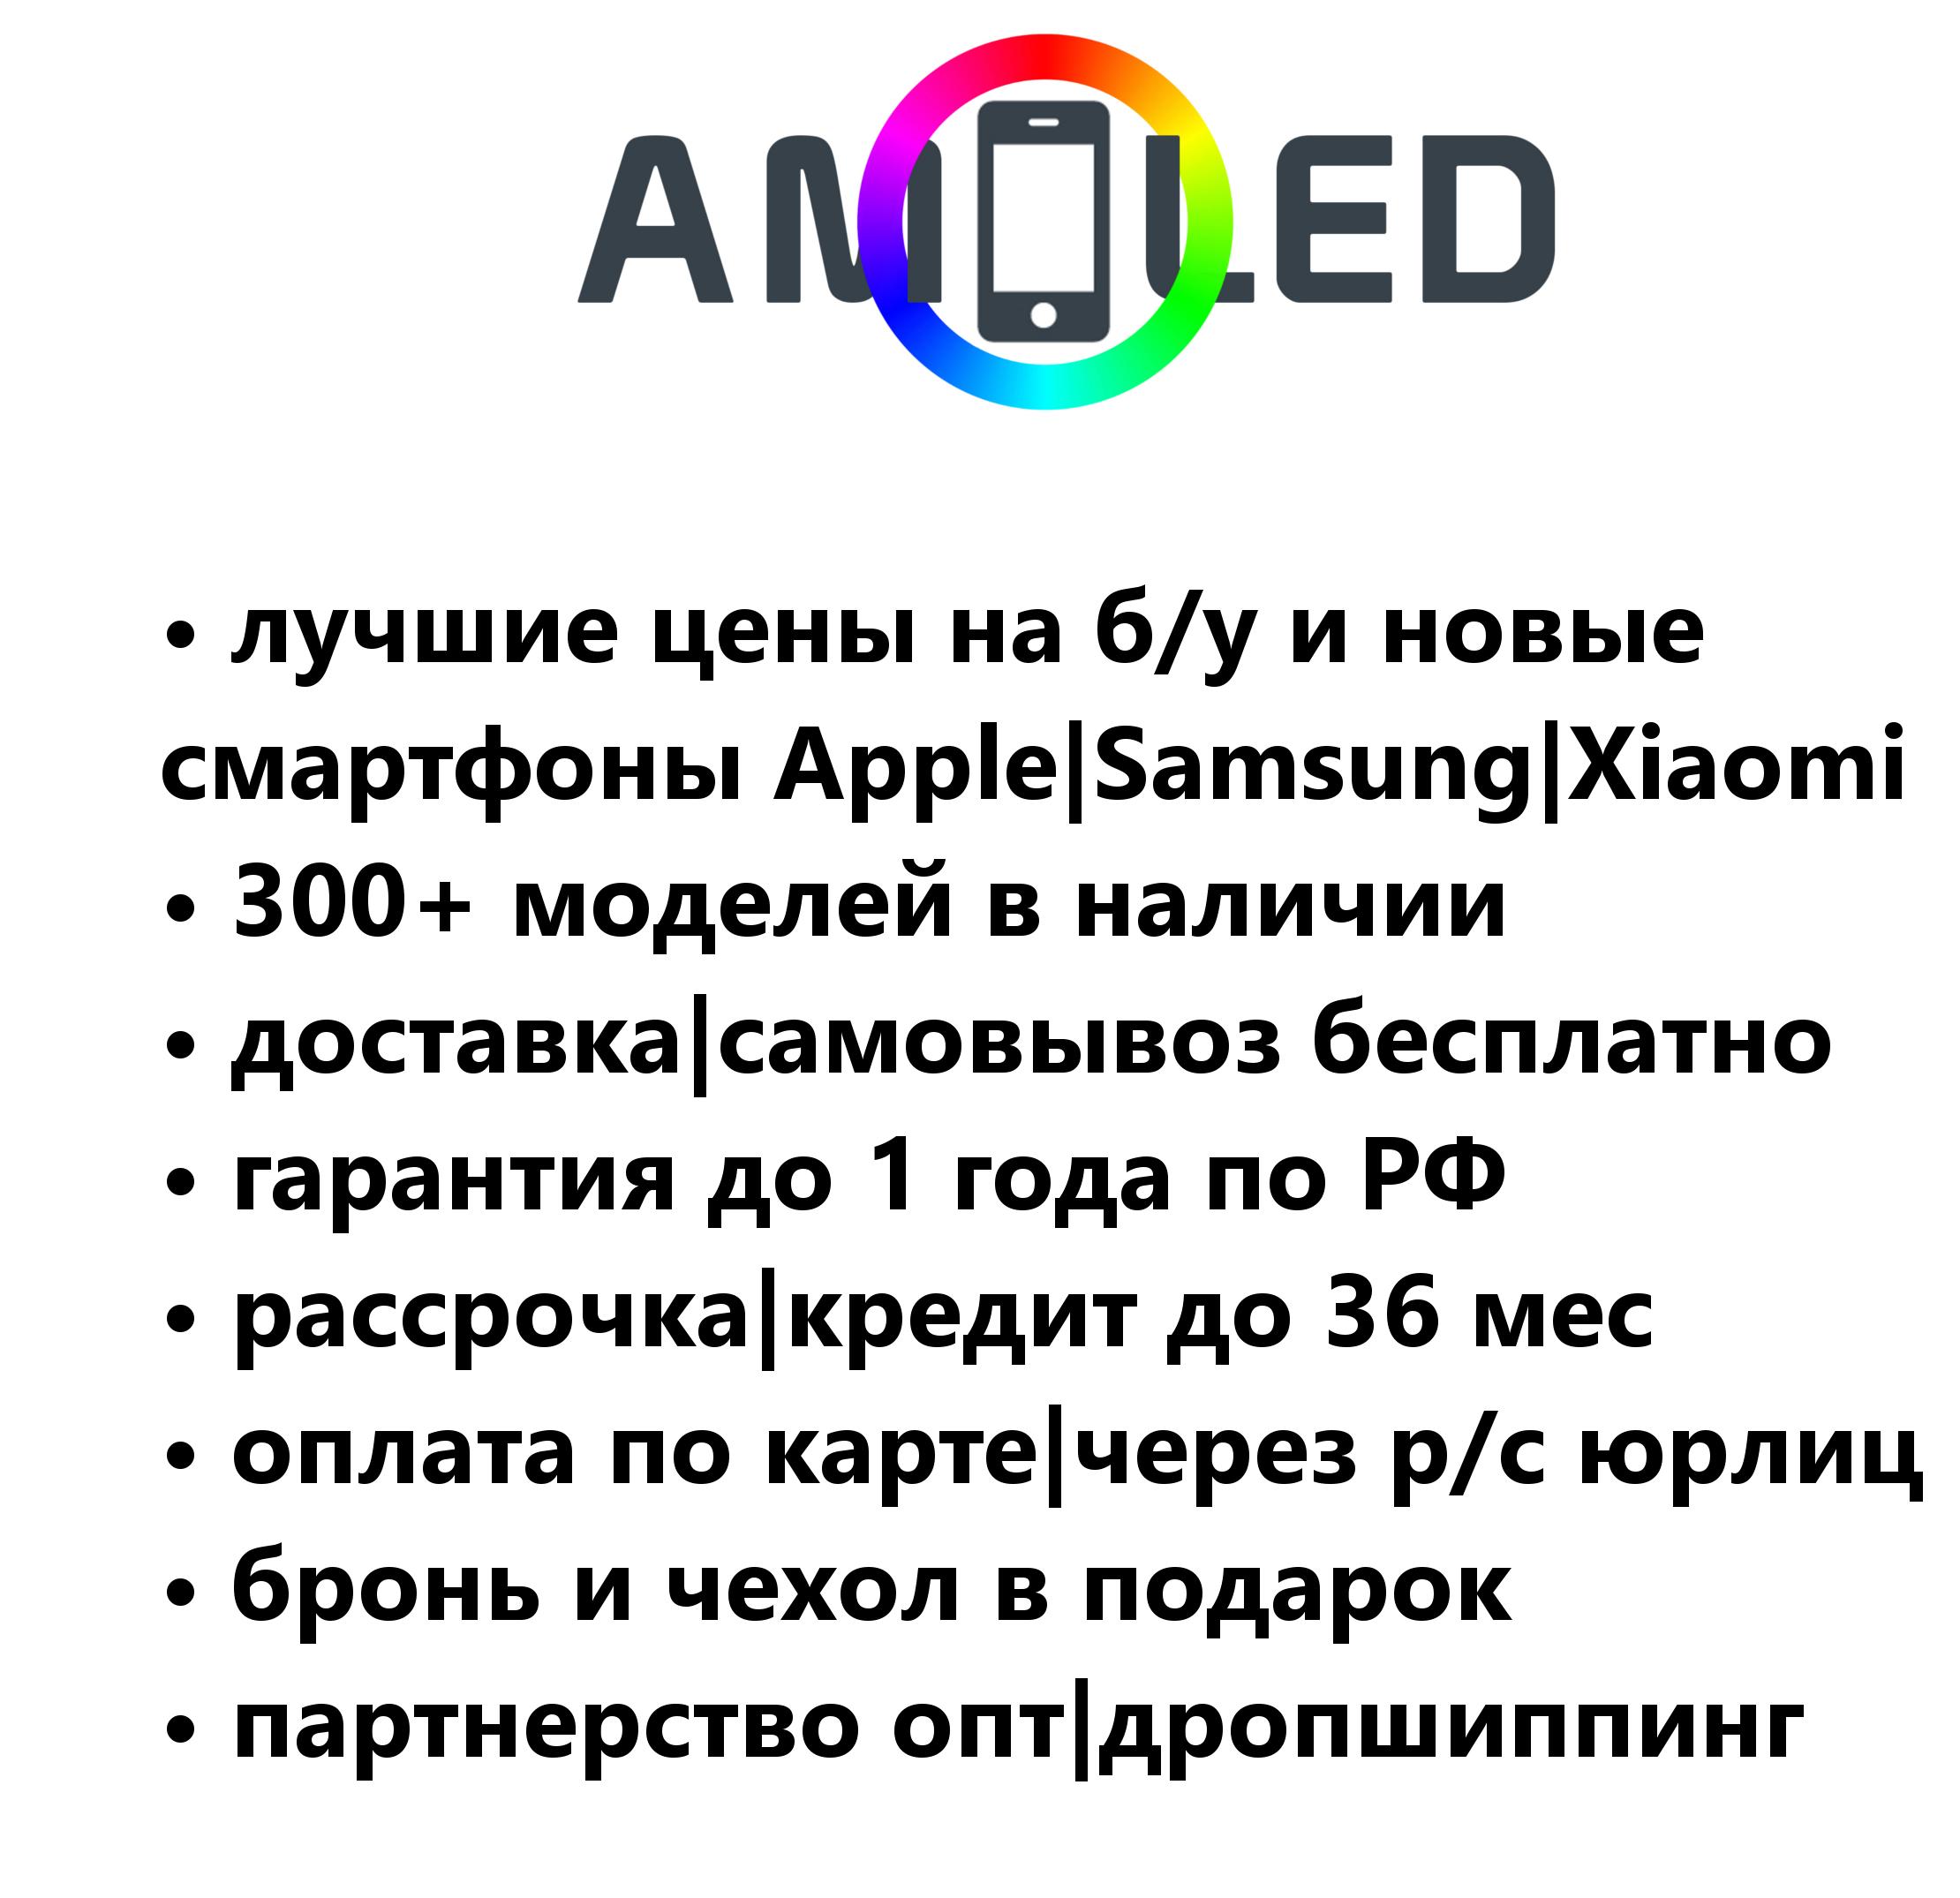 AMOLED
• лучшие цены на б/у и новые
смартфоны Apple|Samsung|Xiaomi
• 300+ моделей в наличии
• доставка|самовывоз бесплатно
• гарантия до 1 года по РФ
• рассрочка|кредит до 36 мес
• оплата по карте|через р/с юрлиц
• бронь и чехол в подарок
• партнерство опт|дропшиппинг